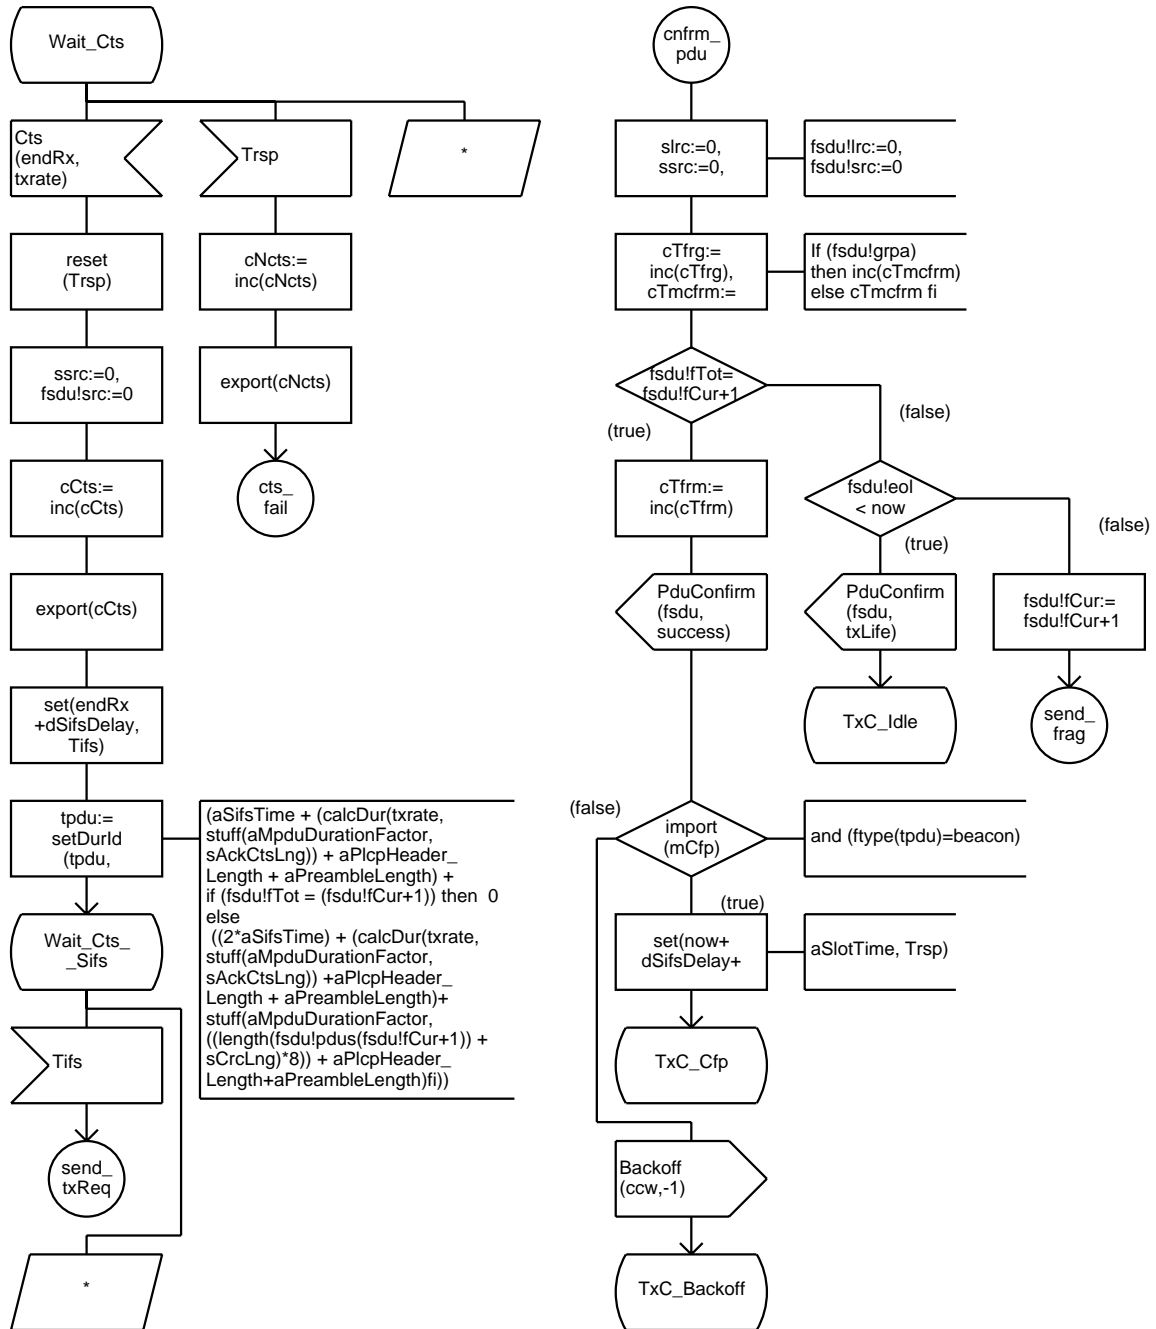 Wait_Cts
Cts
(endRx,
txrate)
Trsp
*
reset
(Trsp)
cNcts:=
inc(cNcts)
ssrc:=0,
fsdu!src:=0
export(cNcts)
cCts:=
inc(cCts)
cts_
fail
export(cCts)
set(endRx
+dSifsDelay,
Tifs)
tpdu:=
setDurId
(tpdu,
(aSifsTime + (calcDur(txrate,
stuff(aMpduDurationFactor,
sAckCtsLng)) + aPlcpHeader_
Length + aPreambleLength) +
if (fsdu!fTot = (fsdu!fCur+1)) then  0
else
((2*aSifsTime) + (calcDur(txrate,
stuff(aMpduDurationFactor,
sAckCtsLng)) +aPlcpHeader_
Length + aPreambleLength)+
stuff(aMpduDurationFactor,
((length(fsdu!pdus(fsdu!fCur+1)) +
sCrcLng)*8)) + aPlcpHeader_
Length+aPreambleLength)fi))
Wait_Cts_
_Sifs
Tifs
send_
txReq
*
cnfrm_
pdu
slrc:=0,
ssrc:=0,
fsdu!lrc:=0,
fsdu!src:=0
cTfrg:=
inc(cTfrg),
cTmcfrm:=
If (fsdu!grpa)
then inc(cTmcfrm)
else cTmcfrm fi
fsdu!fTot=
fsdu!fCur+1
(false)
(true)
cTfrm:=
inc(cTfrm)
fsdu!eol
< now
(false)
(true)
PduConfirm
(fsdu,
success)
PduConfirm
(fsdu,
txLife)
fsdu!fCur:=
fsdu!fCur+1
TxC_Idle
send_
frag
(false)
import
(mCfp)
and (ftype(tpdu)=beacon)
(true)
set(now+
dSifsDelay+
aSlotTime, Trsp)
TxC_Cfp
Backoff
(ccw,-1)
TxC_Backoff